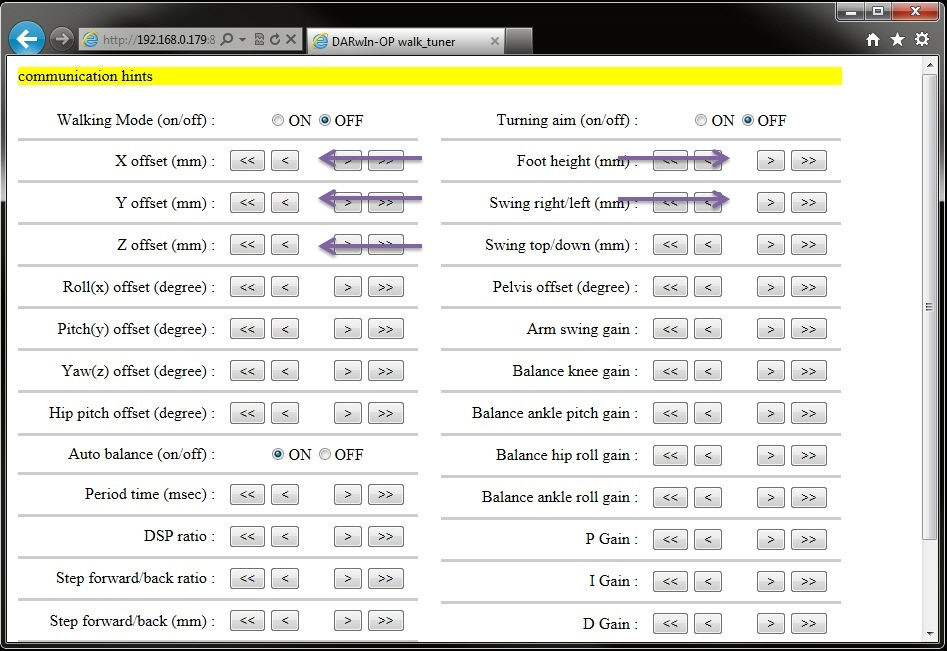 http://192.168.0.179:8
DARwIn-OP walk_tuner
communication hints
Walking Mode (on/off) : ON OFF
Turning aim (on/off) : ON OFF
X offset (mm) : << < > >>
Foot height (mm) : << < > >>
Y offset (mm) : << < > >>
Swing right/left (mm) : << < > >>
Z offset (mm) : << < > >>
Swing top/down (mm) : << < > >>
Roll(x) offset (degree) : << < > >>
Pelvis offset (degree) : << < > >>
Pitch(y) offset (degree) : << < > >>
Arm swing gain : << < > >>
Yaw(z) offset (degree) : << < > >>
Balance knee gain : << < > >>
Hip pitch offset (degree) : << < > >>
Balance ankle pitch gain : << < > >>
Auto balance (on/off) : ON OFF
Balance hip roll gain : << < > >>
Period time (msec) : << < > >>
Balance ankle roll gain : << < > >>
DSP ratio : << < > >>
P Gain : << < > >>
Step forward/back ratio : << < > >>
I Gain : << < > >>
Step forward/back (mm) : << < > >>
D Gain : << < > >>